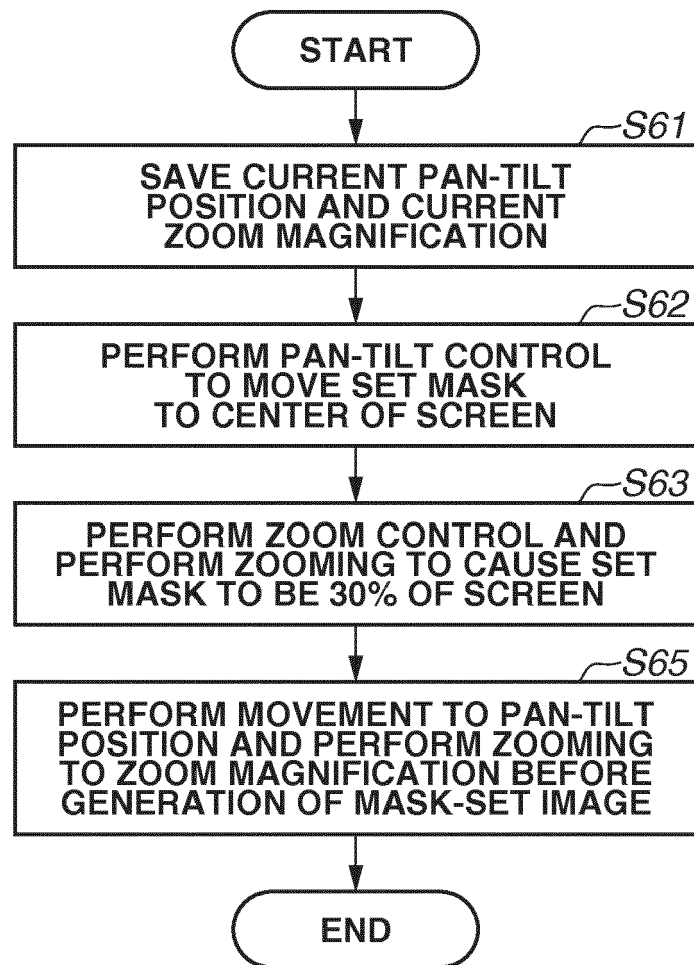 START
S61
SAVE CURRENT PAN-TILT
POSITION AND CURRENT
ZOOM MAGNIFICATION
S62
PERFORM PAN-TILT CONTROL
TO MOVE SET MASK
TO CENTER OF SCREEN
S63
PERFORM ZOOM CONTROL AND
PERFORM ZOOMING TO CAUSE SET
MASK TO BE 30% OF SCREEN
S65
PERFORM MOVEMENT TO PAN-TILT
POSITION AND PERFORM ZOOMING
TO ZOOM MAGNIFICATION BEFORE
GENERATION OF MASK-SET IMAGE
END